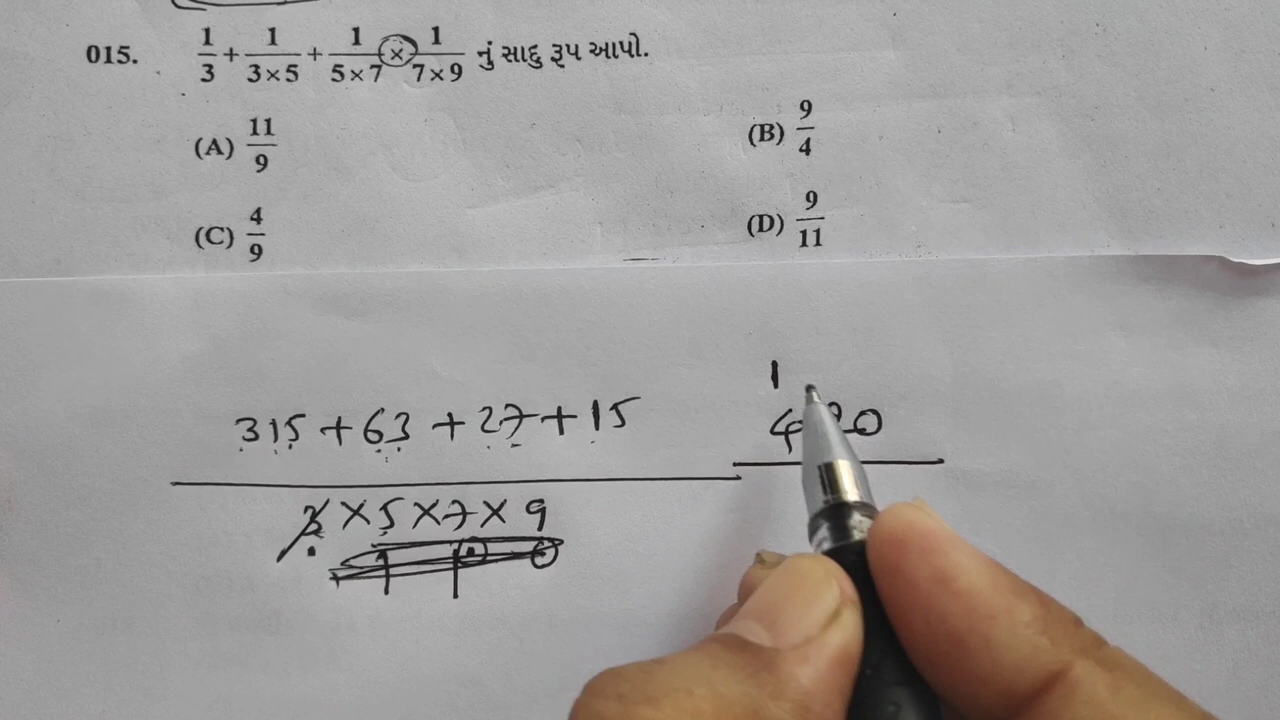 015. 1/3 + 1/3×5 + 1/5×7 × 1/7×9 નું સાદુ રૂપ આપો.
(A) 11/9 (B) 9/4
(C) 4/9 (D) 9/11
1
315 + 63 + 27 + 15
3 × 5 × 7 × 9